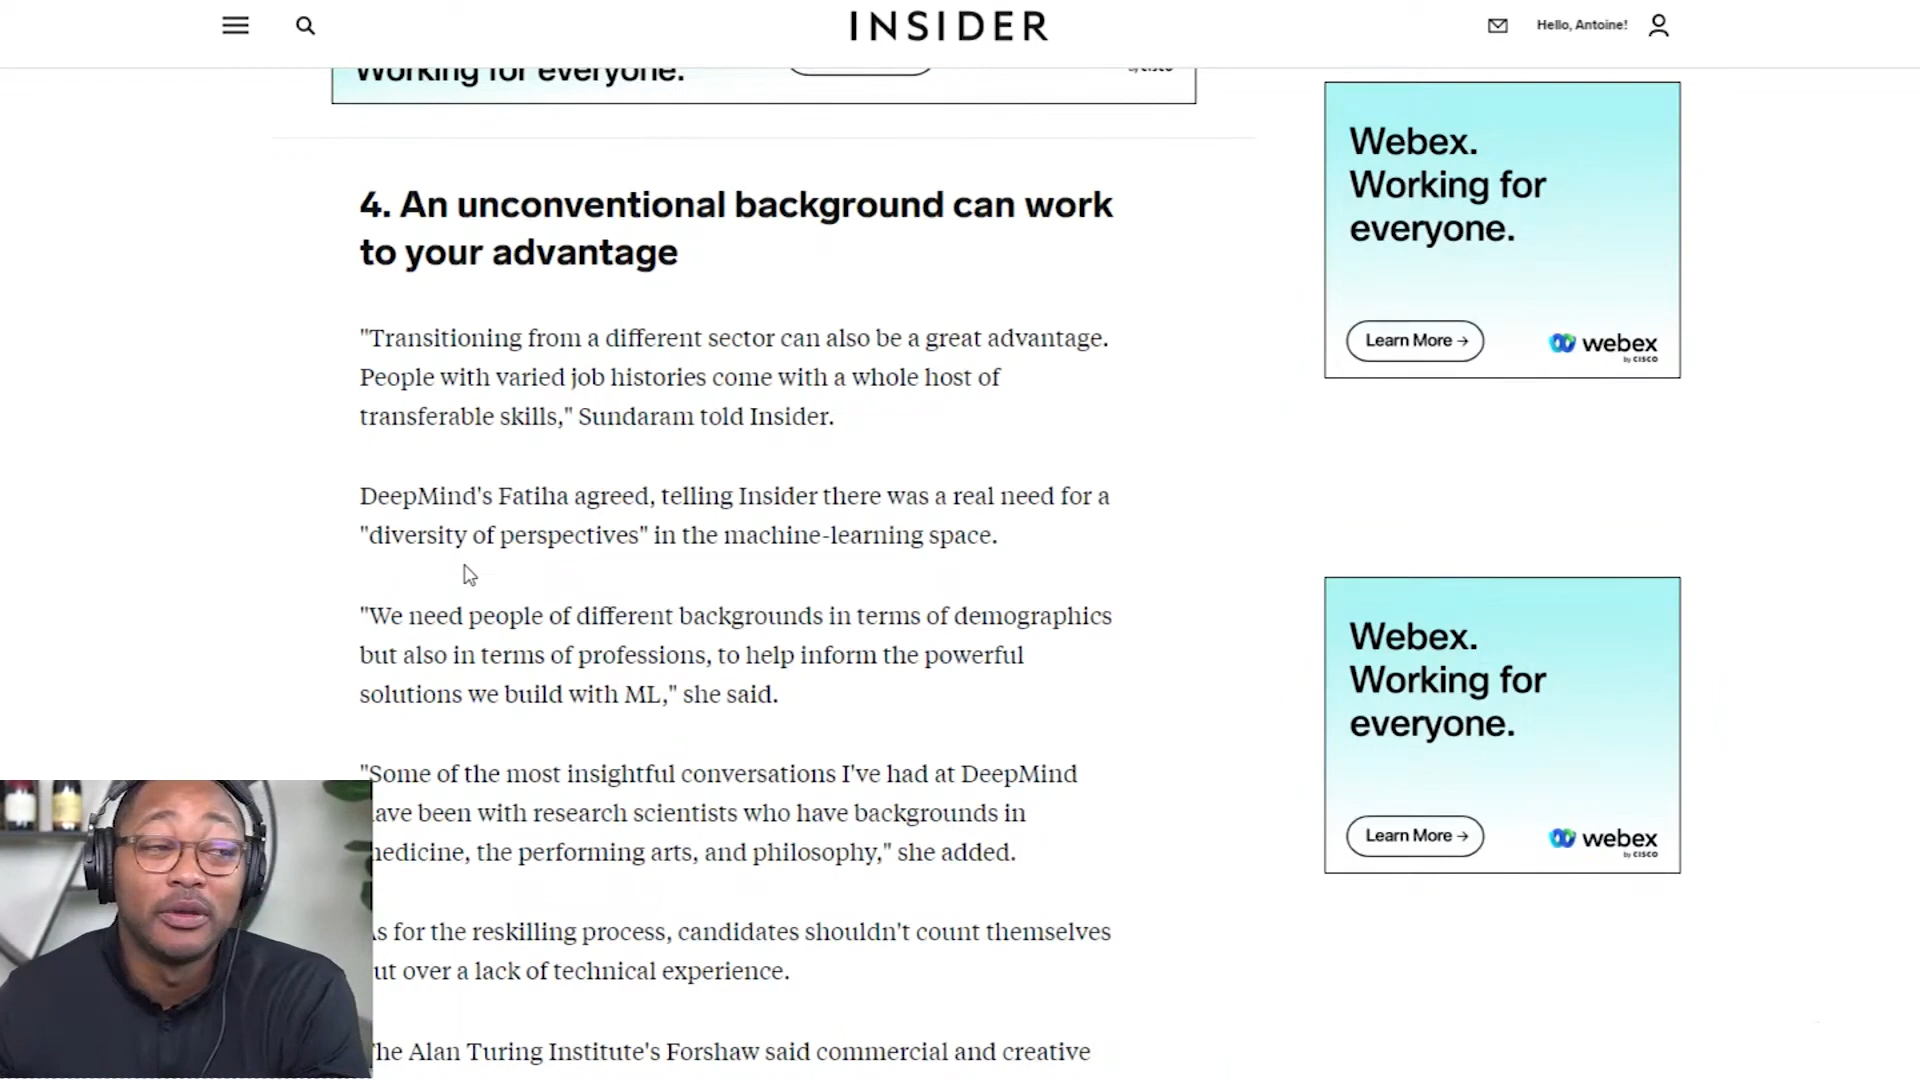 INSIDER
Hello, Antoine!
Working for everyone.
by CISCO
4. An unconventional background can work
to your advantage
"Transitioning from a different sector can also be a great advantage.
People with varied job histories come with a whole host of
transferable skills," Sundaram told Insider.
DeepMind's Fatiha agreed, telling Insider there was a real need for a
"diversity of perspectives" in the machine-learning space.
"We need people of different backgrounds in terms of demographics
but also in terms of professions, to help inform the powerful
solutions we build with ML," she said.
"Some of the most insightful conversations I've had at DeepMind
been with research scientists who have backgrounds in
the performing arts, and philosophy," she added.
for the reskilling process, candidates shouldn't count themselves
over a lack of technical experience.
Alan Turing Institute's Forshaw said commercial and creative
Webex.
Working for
everyone.
Learn More →
webex
by CISCO
Webex.
Working for
everyone.
Learn More →
webex
by CISCO